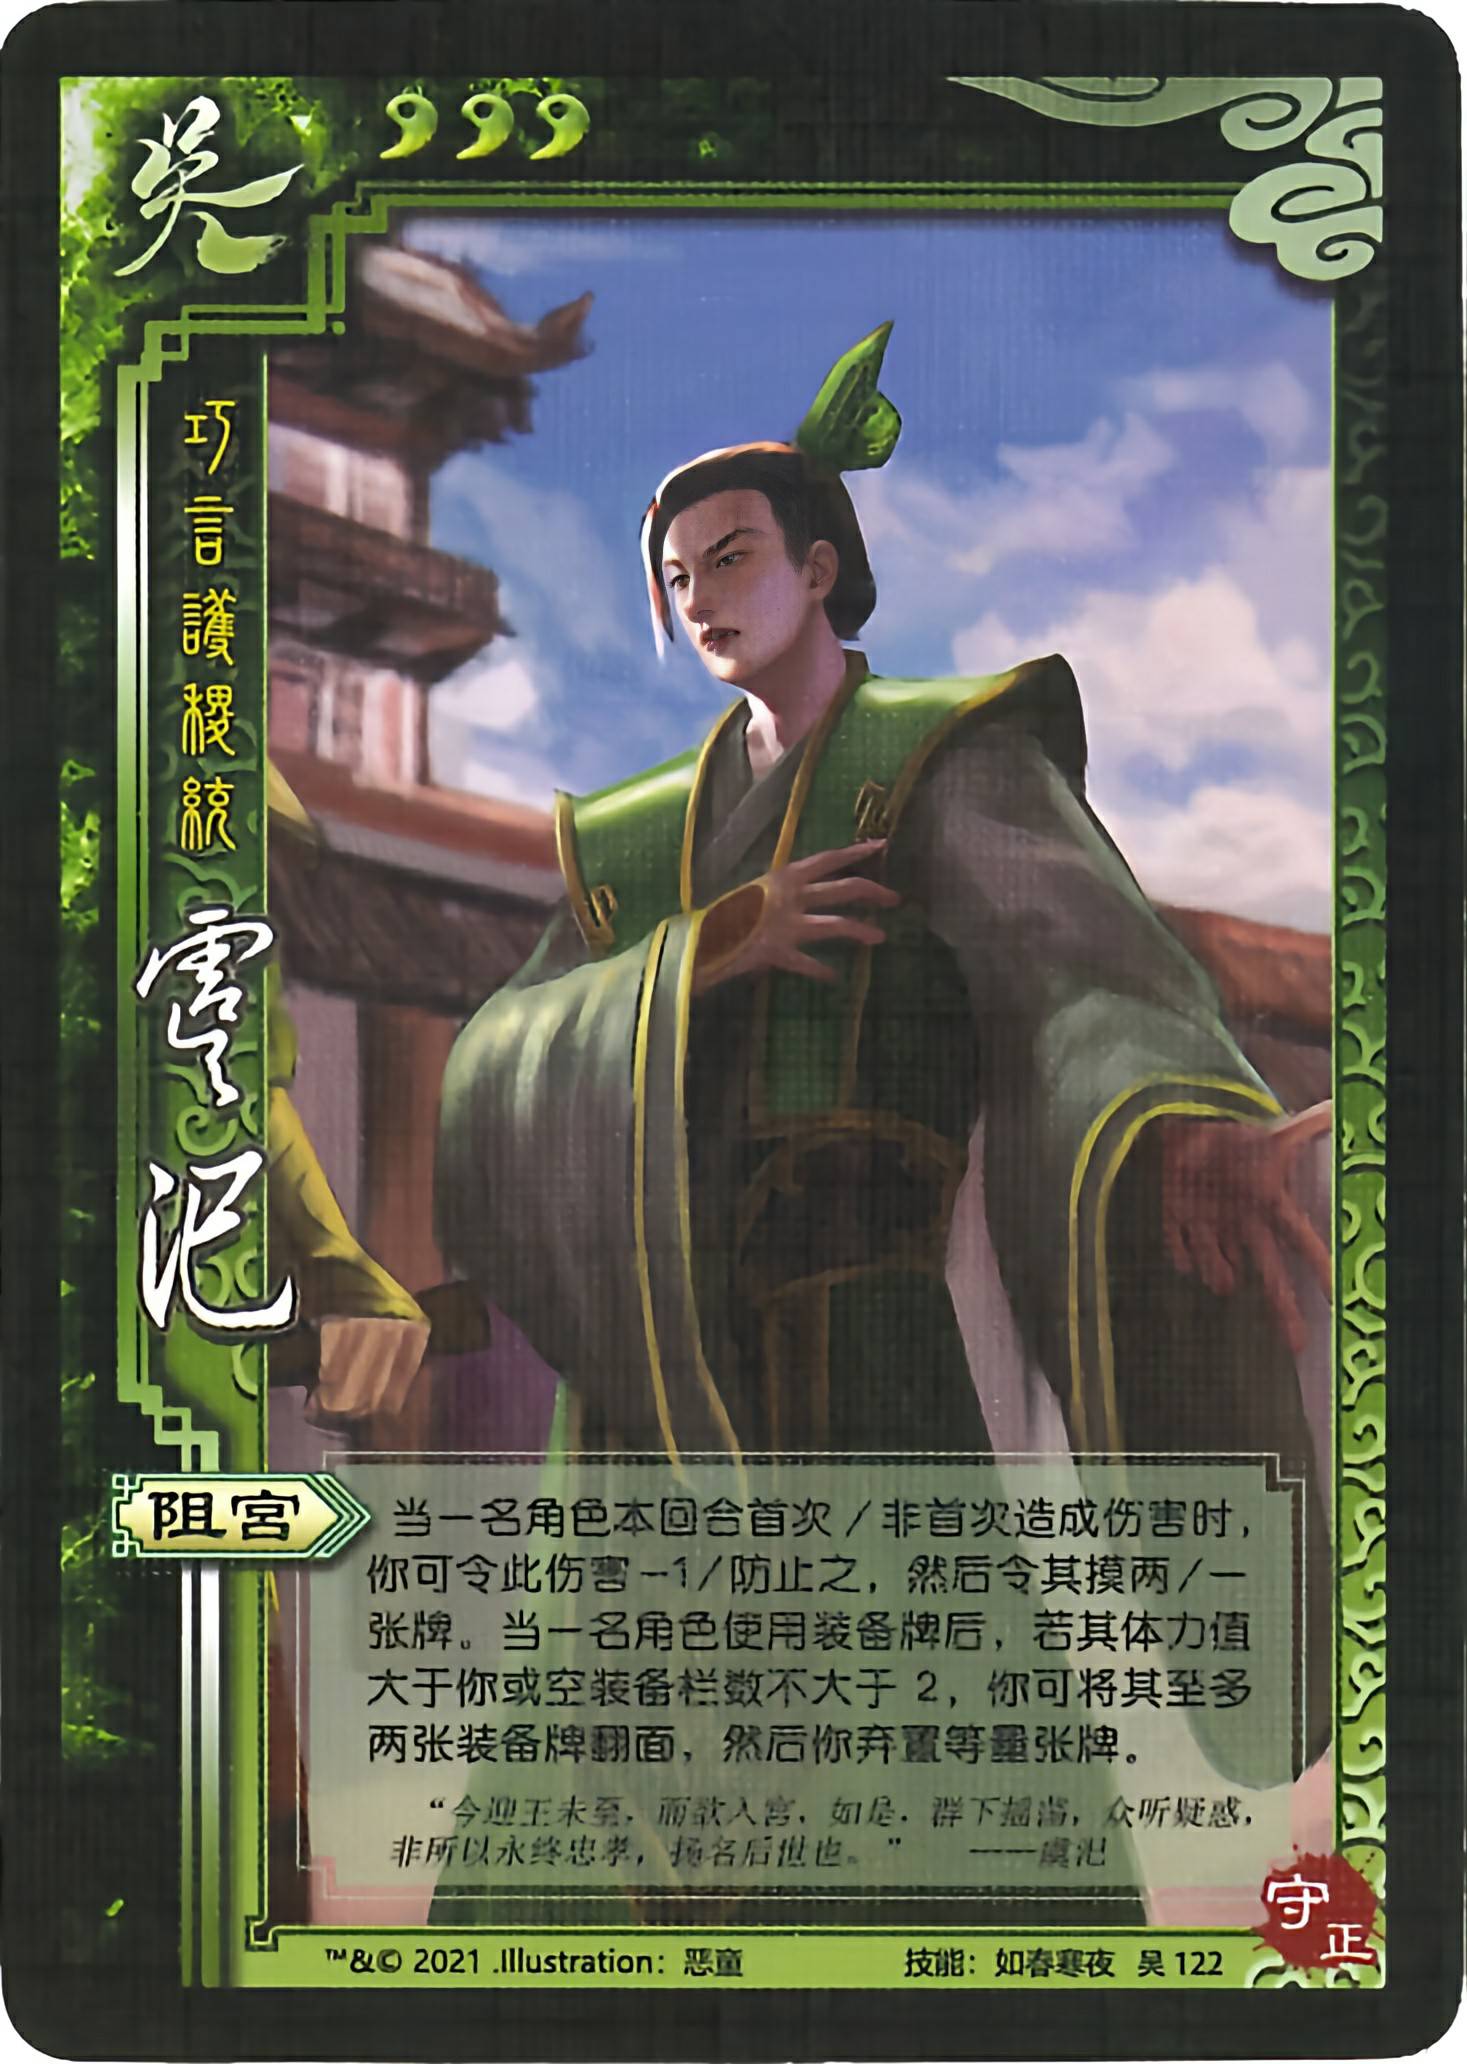 吴
巧言護稷統
虞汜
阻宮
当一名角色本回合首次/非首次造成伤害时,
你可令此伤害-1/防止之,然后令其摸两/一
张牌。当一名角色使用装备牌后,若其体力值
大于你或空装备栏数不大于 2,你可将其至多
两张装备牌翻面,然后你弃置等量张牌。
“今迎王未至,而欲入宫,如是,群下摇荡,众听疑惑,
非所以永终忠孝,扬名后世也。” ——虞汜
守正
™&© 2021 .Illustration: 恶童 技能: 如春寒夜 吴 122